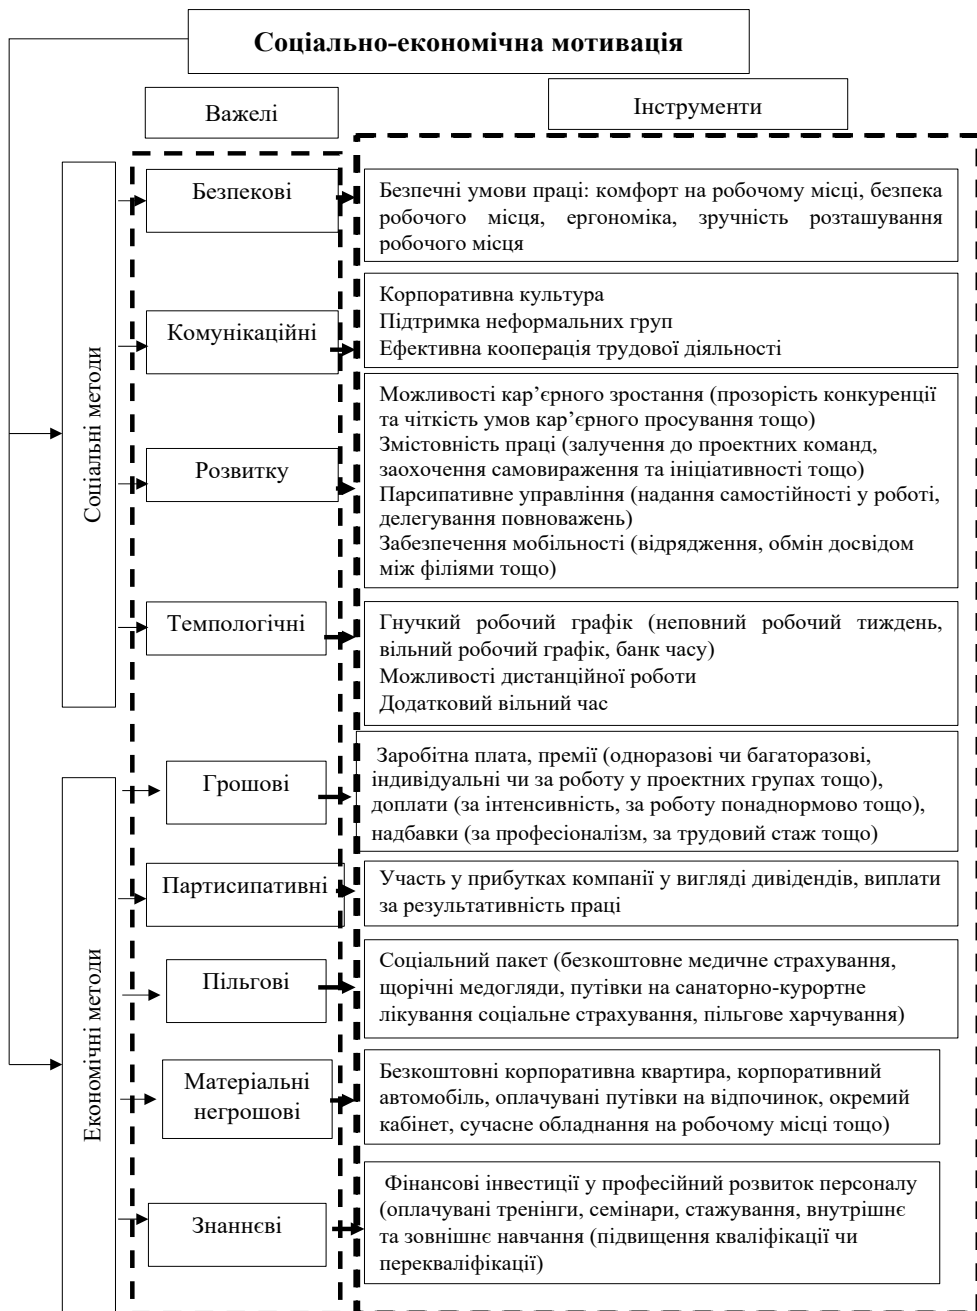 Соціально-економічна мотивація
Важелі
Інструменти
Соціальні методи
Безпекові
Безпечні умови праці: комфорт на робочому місці, безпека
робочого місця, ергономіка, зручність розташування
робочого місця
Комунікаційні
Корпоративна культура
Підтримка неформальних груп
Ефективна кооперація трудової діяльності
Розвитку
Можливості кар’єрного зростання (прозорість конкуренції
та чіткість умов кар’єрного просування тощо)
Змістовність праці (залучення до проектних команд,
заохочення самовираження та ініціативності тощо)
Парсипативне управління (надання самостійності у роботі,
делегування повноважень)
Забезпечення мобільності (відрядження, обмін досвідом
між філіями тощо)
Темпологічні
Гнучкий робочий графік (неповний робочий тиждень,
вільний робочий графік, банк часу)
Можливості дистанційної роботи
Додатковий вільний час
Економічні методи
Грошові
Заробітна плата, премії (одноразові чи багаторазові,
індивідуальні чи за роботу у проектних групах тощо),
доплати (за інтенсивність, за роботу понаднормово тощо),
надбавки (за професіоналізм, за трудовий стаж тощо)
Партисипативні
Участь у прибутках компанії у вигляді дивідендів, виплати
за результативність праці
Пільгові
Соціальний пакет (безкоштовне медичне страхування,
щорічні медогляди, путівки на санаторно-курортне
лікування соціальне страхування, пільгове харчування)
Матеріальні
негрошові
Безкоштовні корпоративна квартира, корпоративний
автомобіль, оплачувані путівки на відпочинок, окремий
кабінет, сучасне обладнання на робочому місці тощо)
Знаннєві
Фінансові інвестиції у професійний розвиток персоналу
(оплачувані тренінги, семінари, стажування, внутрішнє
та зовнішнє навчання (підвищення кваліфікації чи
перекваліфікації)